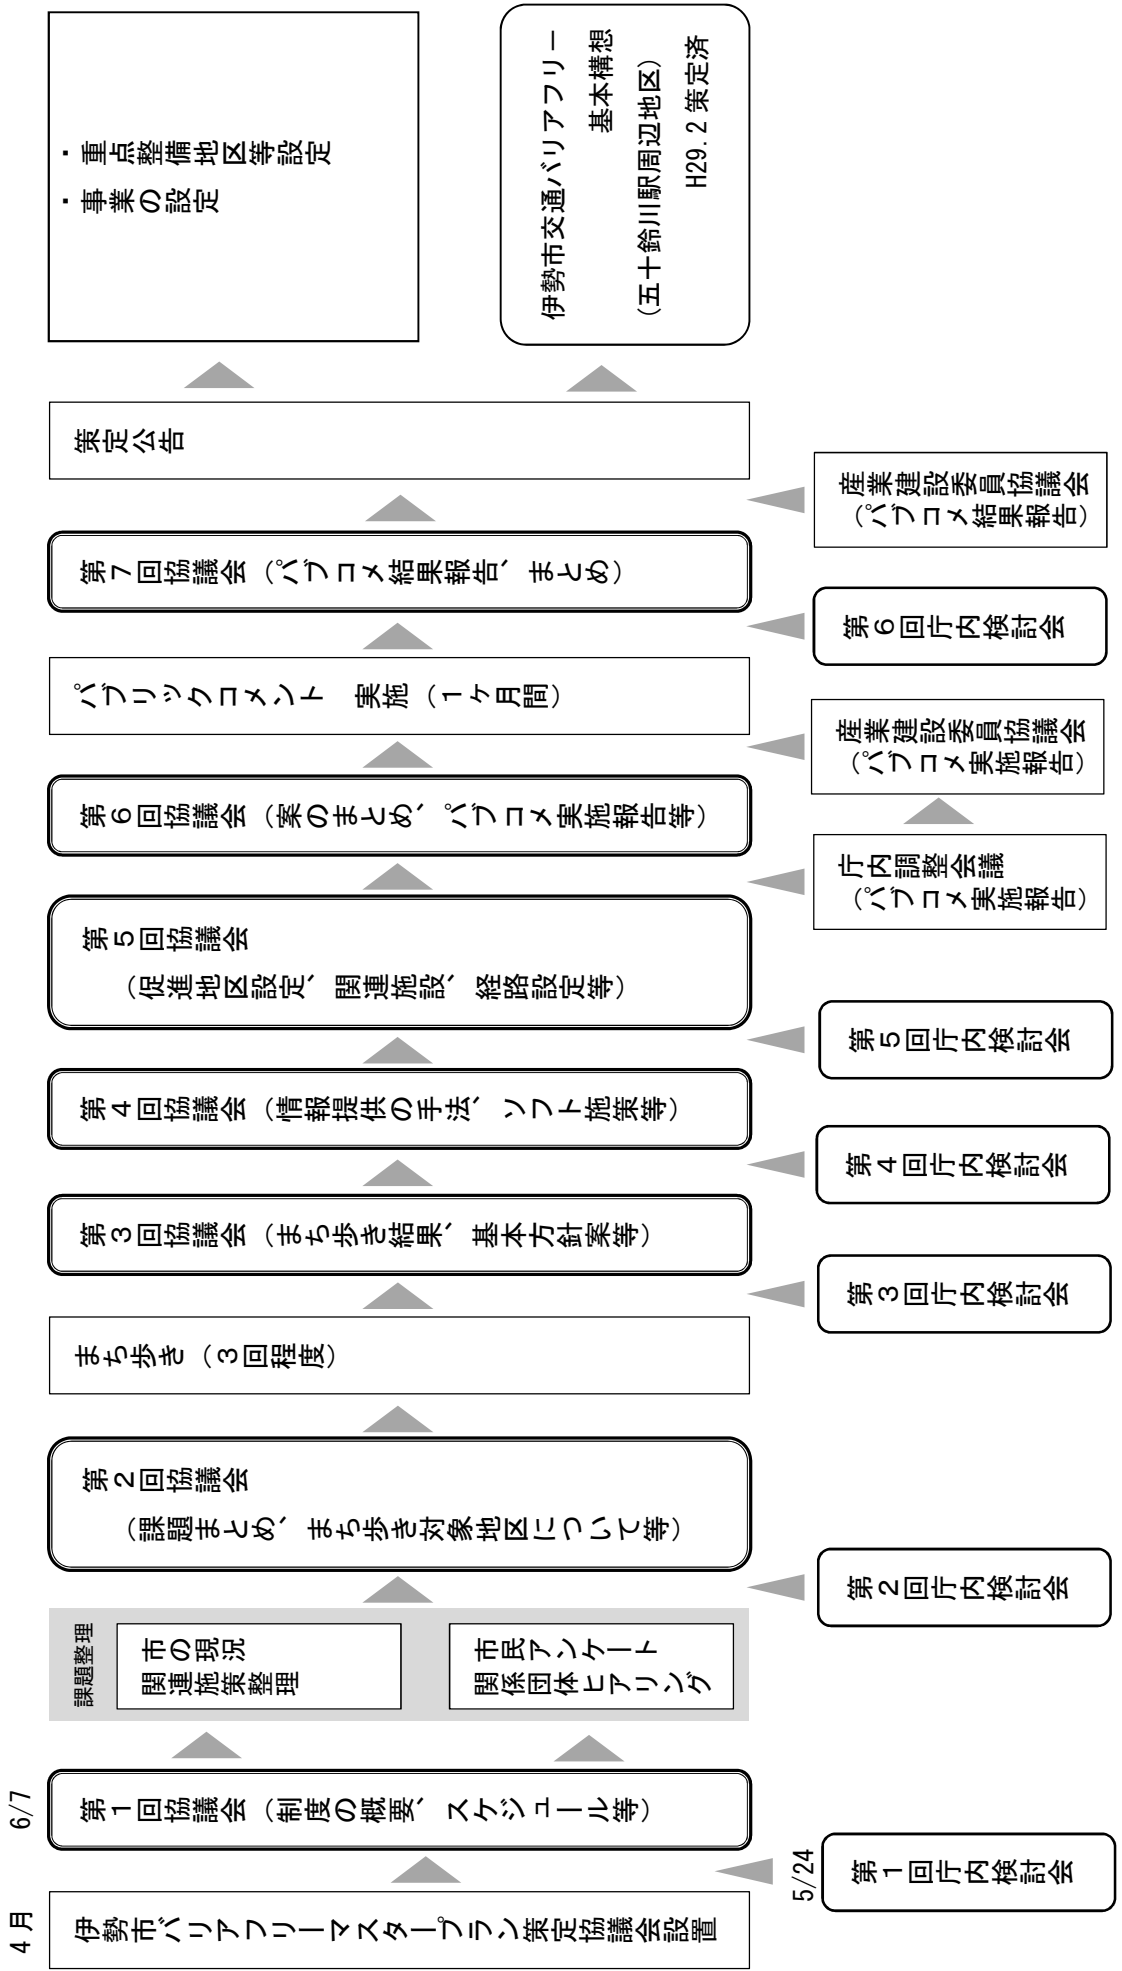 4月
伊勢市バリアフリーマスタープラン策定協議会設置
5/24
第1回庁内検討会
6/7
第1回協議会（制度の概要、スケジュール等）
課題整理
市の現況
関連施策整理
市民アンケート
関係団体ヒアリング
第2回庁内検討会
第2回協議会
（課題まとめ、まち歩き対象地区について等）
まち歩き（3回程度）
第3回庁内検討会
第3回協議会（まち歩き結果、基本方針案等）
第4回庁内検討会
第4回協議会（情報提供の手法、ソフト施策等）
第5回庁内検討会
第5回協議会
（促進地区設定、関連施設、経路設定等）
庁内調整会議
（パブコメ実施報告）
第6回協議会（案のまとめ、パブコメ実施報告等）
産業建設委員協議会
（パブコメ実施報告）
パブリックコメント　実施（1ヶ月間）
第6回庁内検討会
第7回協議会（パブコメ結果報告、まとめ）
産業建設委員協議会
（パブコメ結果報告）
策定公告
・重点整備地区等設定
・事業の設定
伊勢市交通バリアフリー
基本構想
（五十鈴川駅周辺地区）
H29.2 策定済